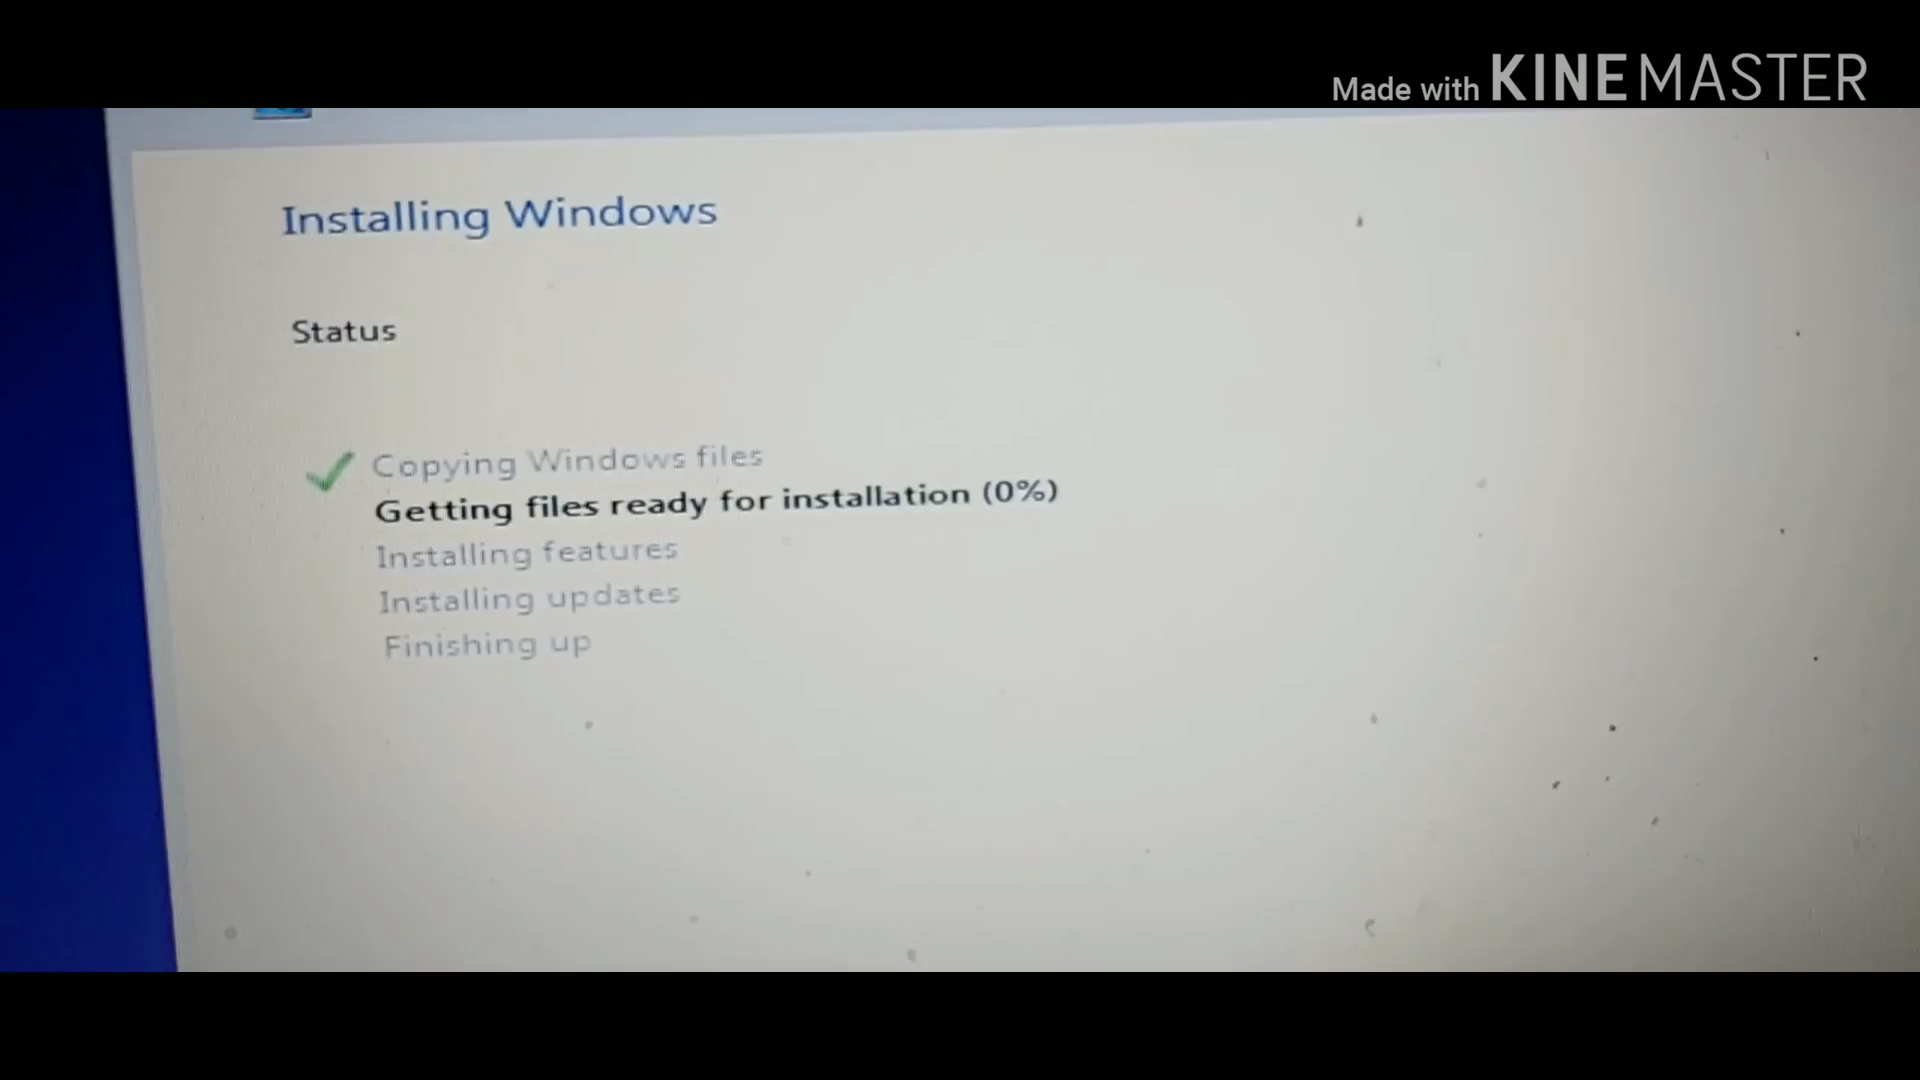 Made with KINEMASTER
Installing Windows
Status
Copying Windows files
Getting files ready for installation (0%)
Installing features
Installing updates
Finishing up